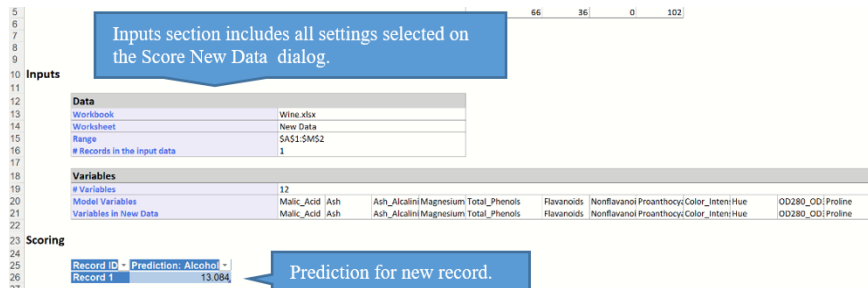 5 66 36 0 102
6
7
Inputs section includes all settings selected on
the Score New Data dialog.
8
9
10 Inputs
11
12 Data
13 Workbook Wine.xlsx
14 Worksheet New Data
15 Range $A$1:$M$2
16 # Records in the input data 1
17
18 Variables
19 # Variables 12
20 Model Variables Malic_Acid Ash Ash_Alcalini Magnesium Total_Phenols Flavanoids Nonflavanoi Proanthocya Color_Intens Hue OD280_OD: Proline
21 Variables in New Data Malic_Acid Ash Ash_Alcalini Magnesium Total_Phenols Flavanoids Nonflavanoi Proanthocya Color_Intens Hue OD280_OD: Proline
22
23 Scoring
24
25 Record ID Prediction: Alcohol
26 Record 1 13.084
Prediction for new record.
27